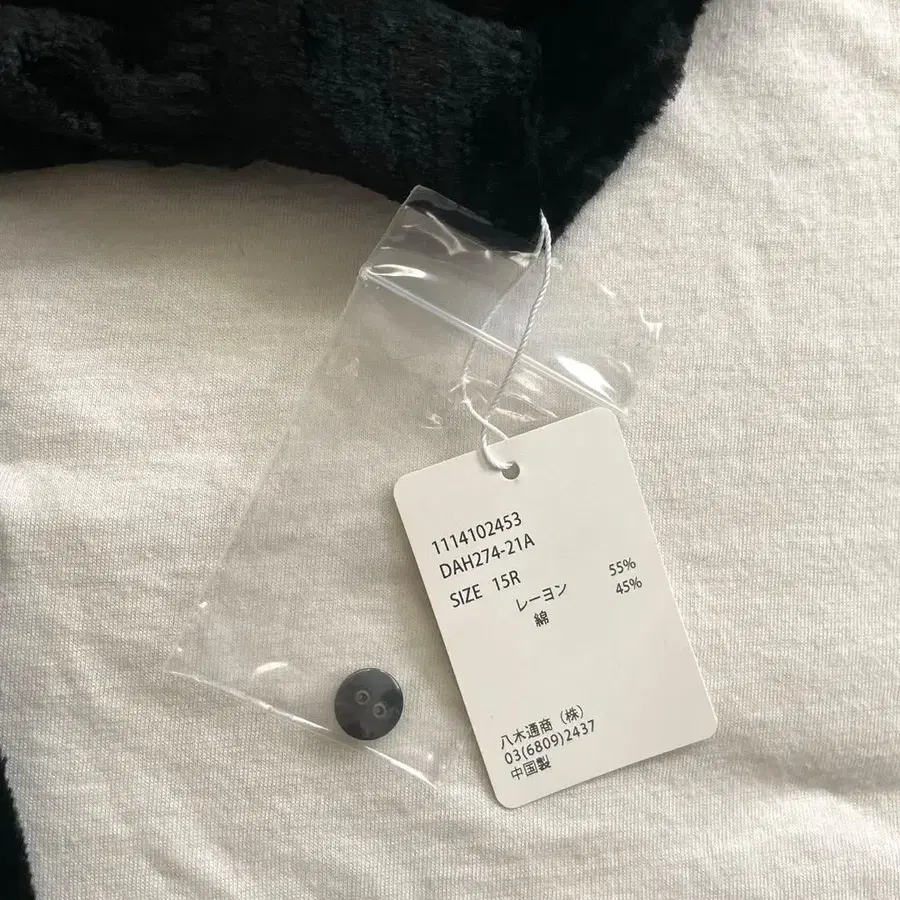 1114102453
DAH274-21A
SIZE 15R
レーヨン 55%
綿 45%
八木通商（株）
03(6809)2437
中国製